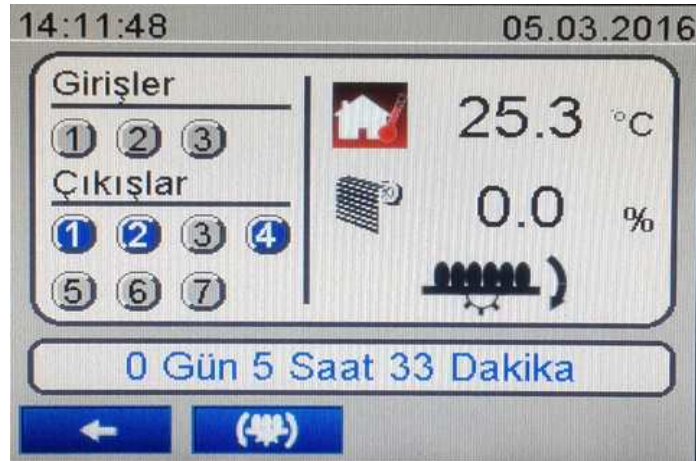 14:11:48 05.03.2016
Girişler
1 2 3
Çıkışlar
1 2 3 4
5 6 7
25.3 °C
0.0 %
0 Gün 5 Saat 33 Dakika